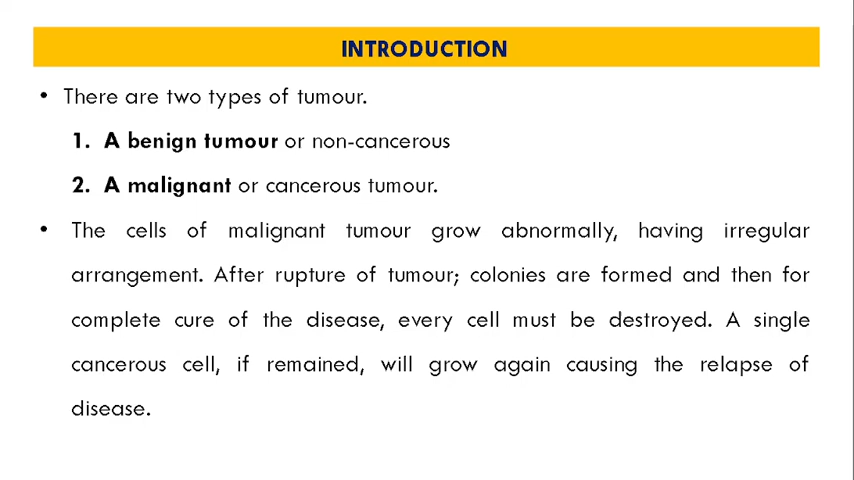 INTRODUCTION
• There are two types of tumour.
1. A benign tumour or non-cancerous
2. A malignant or cancerous tumour.
• The cells of malignant tumour grow abnormally, having irregular
arrangement. After rupture of tumour; colonies are formed and then for
complete cure of the disease, every cell must be destroyed. A single
cancerous cell, if remained, will grow again causing the relapse of
disease.